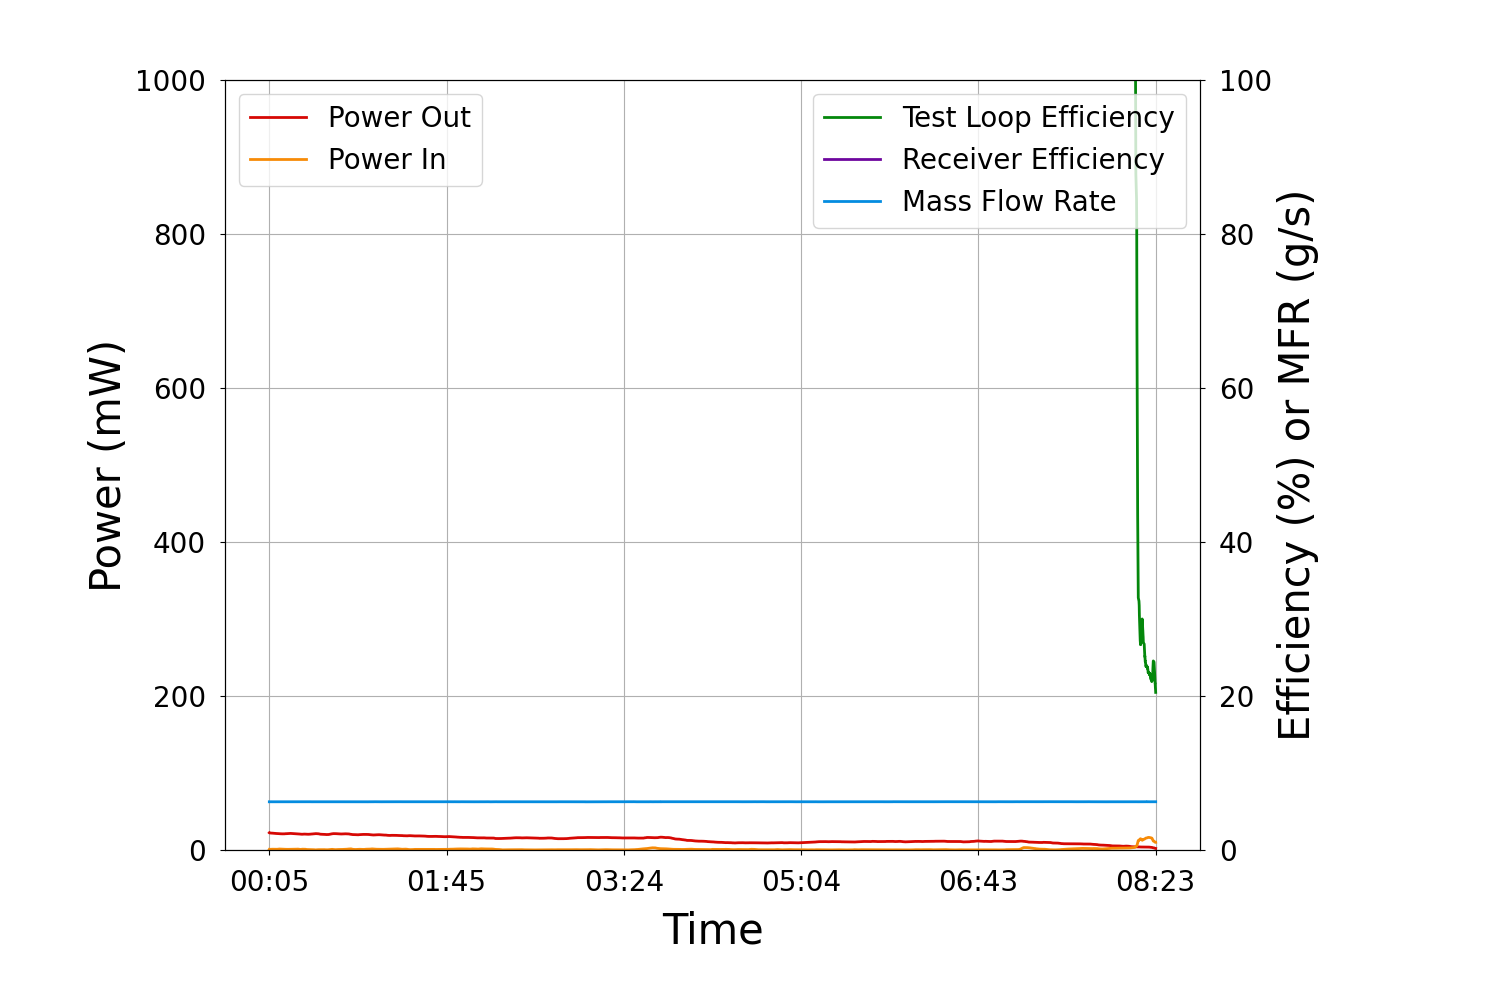 Power Out
Power In
Test Loop Efficiency
Receiver Efficiency
Mass Flow Rate
1000
800
600
400
200
0
Power (mW)
100
80
60
40
20
0
Efficiency (%) or MFR (g/s)
00:05 01:45 03:24 05:04 06:43 08:23
Time